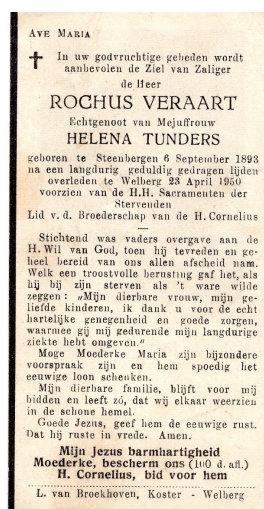 AVE MARIA
In uw godvruchtige gebeden wordt
aanbevolen de Ziel van Zaliger
de Heer
ROCHUS VERAART
Echtgenoot van Mejuffrouw
HELENA TUNDERS
geboren te Steenbergen 6 September 1893
na een langdurig geduldig gedragen lijden
overleden te Welberg 23 April 1950
voorzien van de H.H. Sacramenten der
Stervenden
Lid v. d. Broederschap van de H. Cornelius
—
Stichtend was vaders overgave aan de
H. Wil van God, toen hij tevreden en ge-
heel bereid van ons allen afscheid nam.
Welk een troostvolle berusting gaf het, als
hij bij zijn sterven als 't ware wilde
zeggen: „Mijn dierbare vrouw, mijn ge-
liefde kinderen, ik dank u voor de echt
hartelijke genegenheid en goede zorgen,
waarmee gij mij gedurende mijn langdurige
ziekte hebt omgeven."
Moge Moederke Maria zijn bijzondere
voorspraak zijn en hem spoedig het
eeuwige loon schenken.
Mijn dierbare familie, blijft voor mij
bidden en leeft zó, dat wij elkaar weerzien
in de schone hemel.
Goede Jezus, geef hem de eeuwige rust.
Dat hij ruste in vrede. Amen.
Mijn Jezus barmhartigheid
Moederke, bescherm ons (100 d. afl.)
H. Cornelius, bid voor hem
L. van Broekhoven, Koster - Welberg